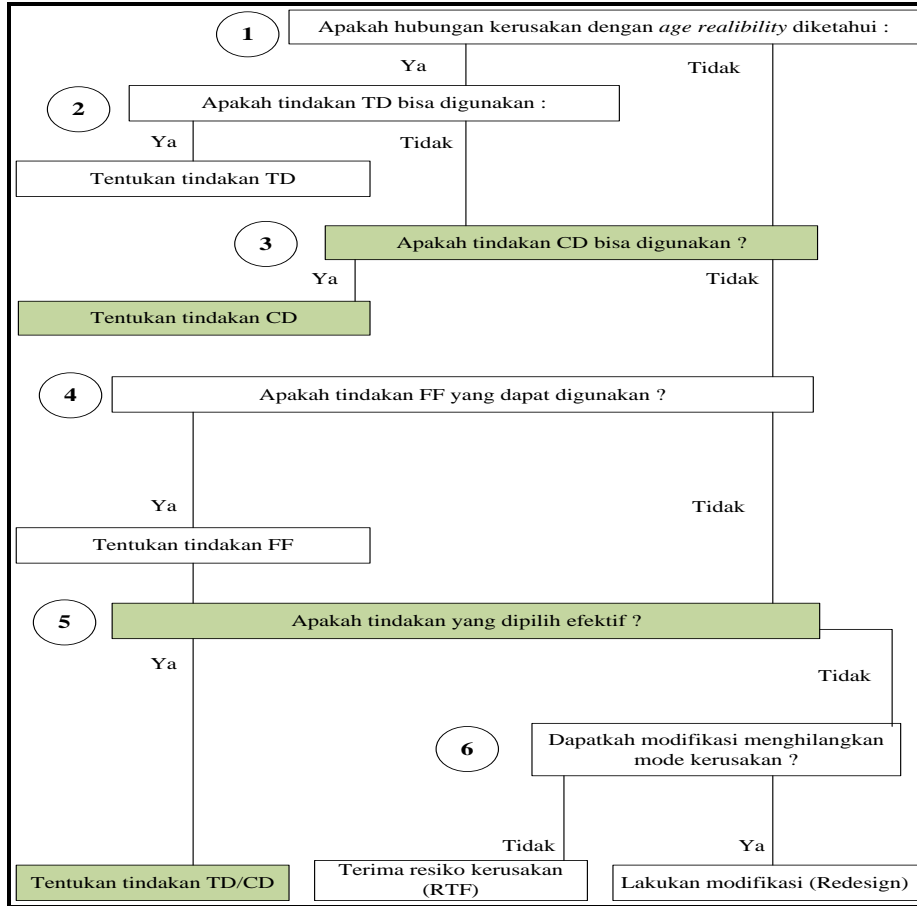 1
Apakah hubungan kerusakan dengan age realibility diketahui :
Ya
Tidak
2
Apakah tindakan TD bisa digunakan :
Ya
Tidak
Tentukan tindakan TD
3
Apakah tindakan CD bisa digunakan ?
Ya
Tidak
Tentukan tindakan CD
4
Apakah tindakan FF yang dapat digunakan ?
Ya
Tidak
Tentukan tindakan FF
5
Apakah tindakan yang dipilih efektif ?
Ya
Tidak
6
Dapatkah modifikasi menghilangkan
mode kerusakan ?
Tidak
Ya
Tentukan tindakan TD/CD
Terima resiko kerusakan
(RTF)
Lakukan modifikasi (Redesign)